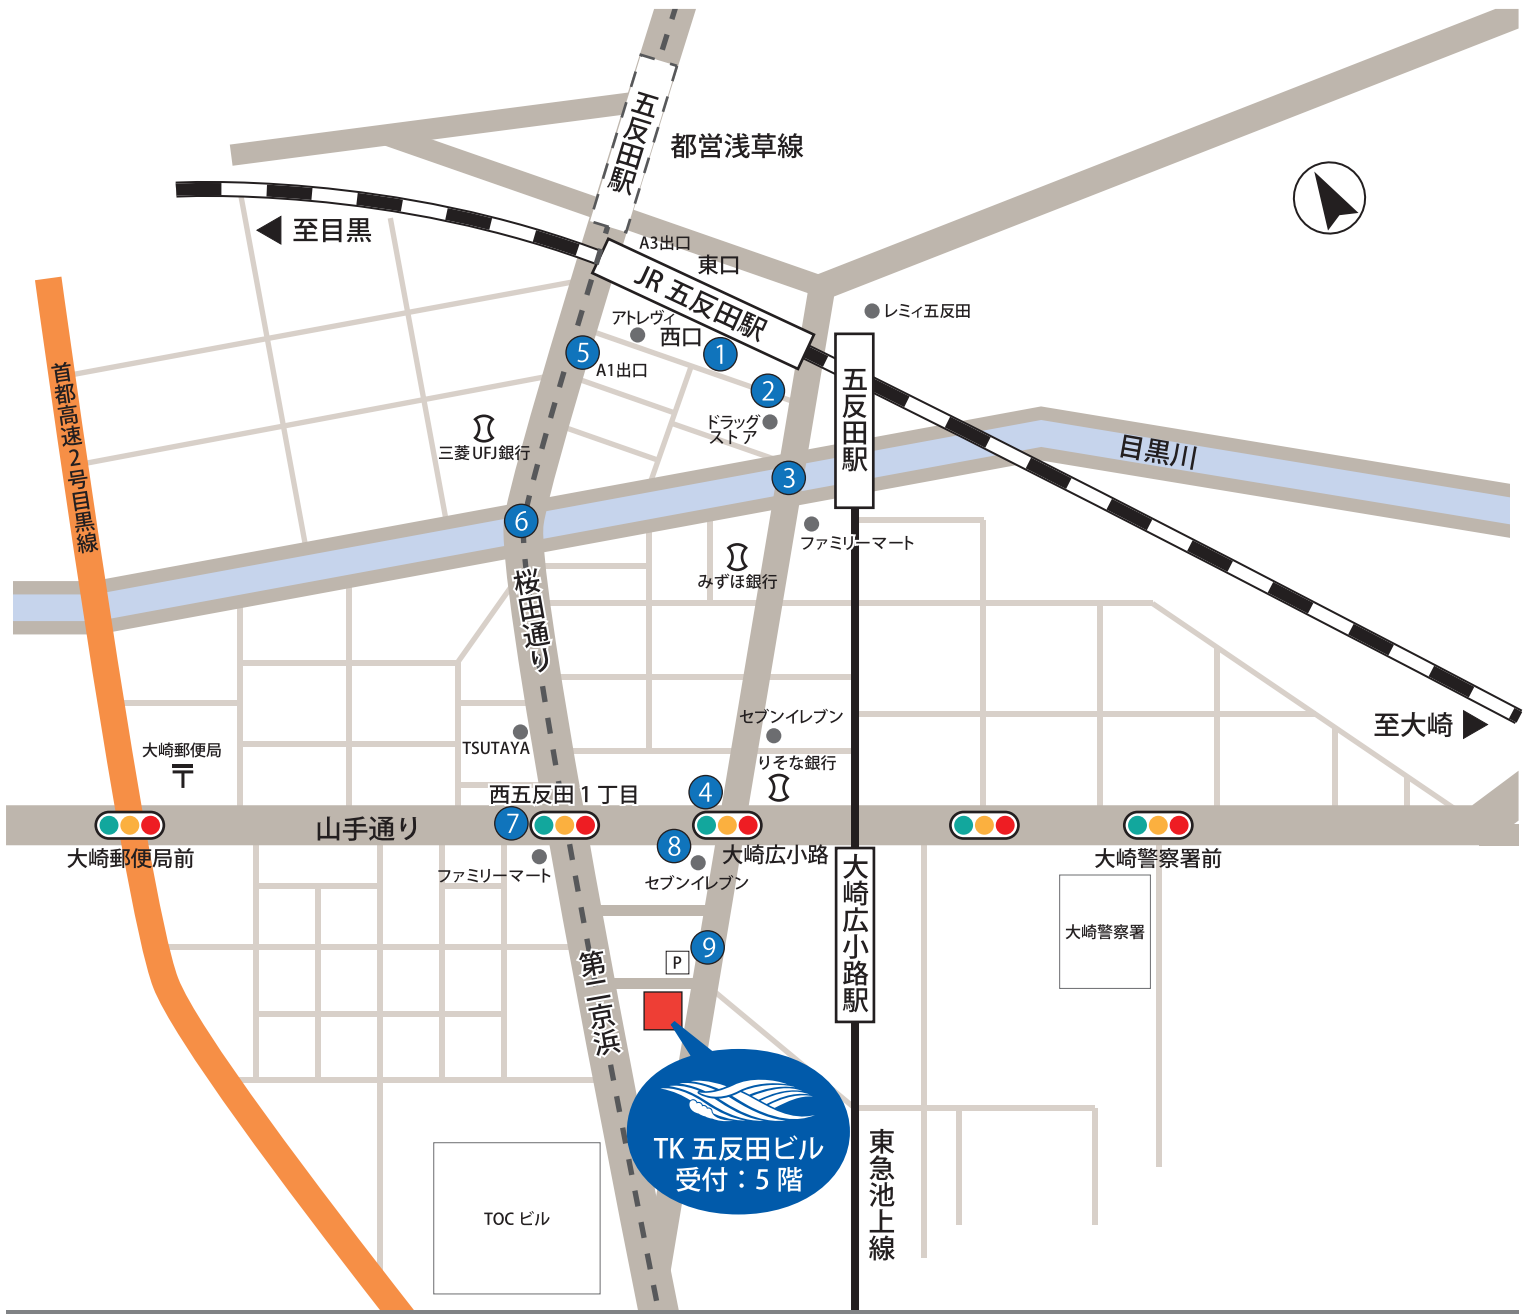 五反田駅
都営浅草線
至目黒
A3出口
東口
JR 五反田駅
アトレヴィ
西口
レミィ五反田
1
5
A1出口
2
首都高速2号目黒線
五反田駅
ドラッグ
ストア
三菱UFJ銀行
目黒川
3
6
ファミリーマート
みずほ銀行
桜田通り
至大崎
セブンイレブン
TSUTAYA
大崎郵便局
〒
りそな銀行
西五反田1丁目
4
7
山手通り
8
大崎郵便局前
大崎広小路
大崎警察署前
ファミリーマート
セブンイレブン
大崎広小路駅
大崎警察署
9
P
第二京浜
TK 五反田ビル
受付：5 階
東急池上線
TOC ビル